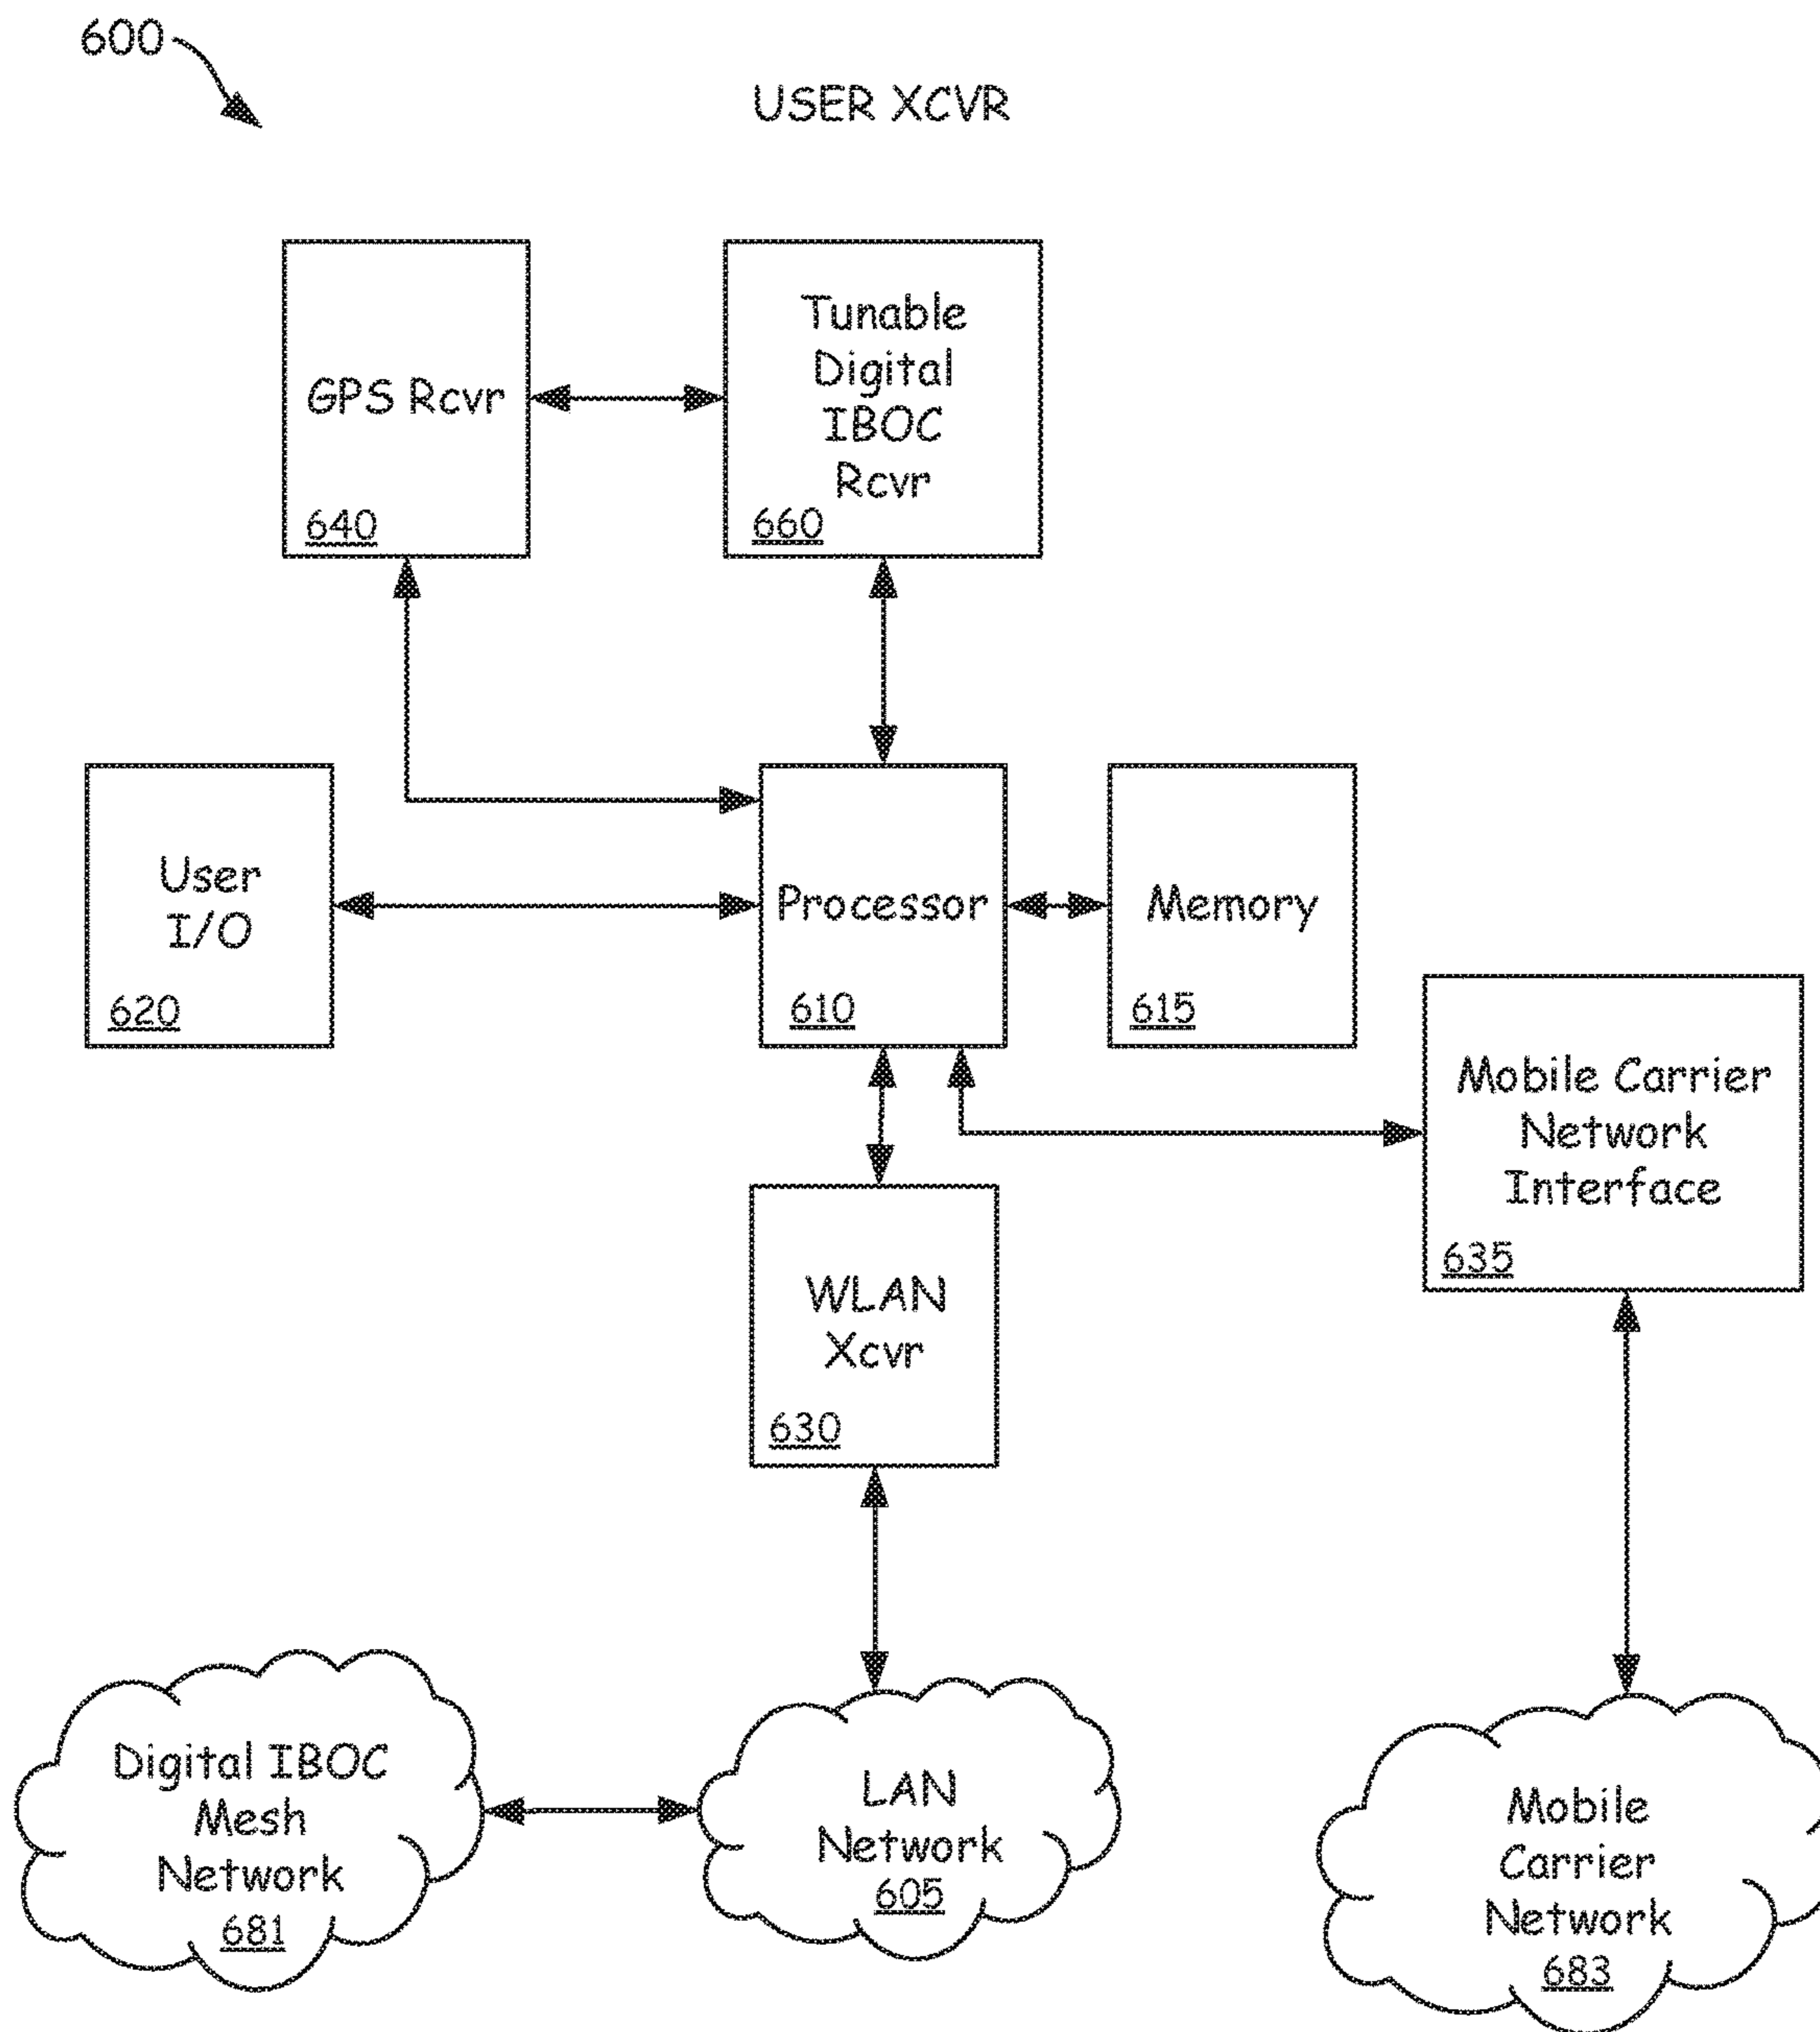 600
USER XCVR
GPS Rcvr
640
Tunable
Digital
IBOC
Rcvr
660
User
I/O
620
Processor
610
Memory
615
Mobile Carrier
Network
Interface
635
WLAN
Xcvr
630
Digital IBOC
Mesh
Network
681
LAN
Network
605
Mobile
Carrier
Network
683